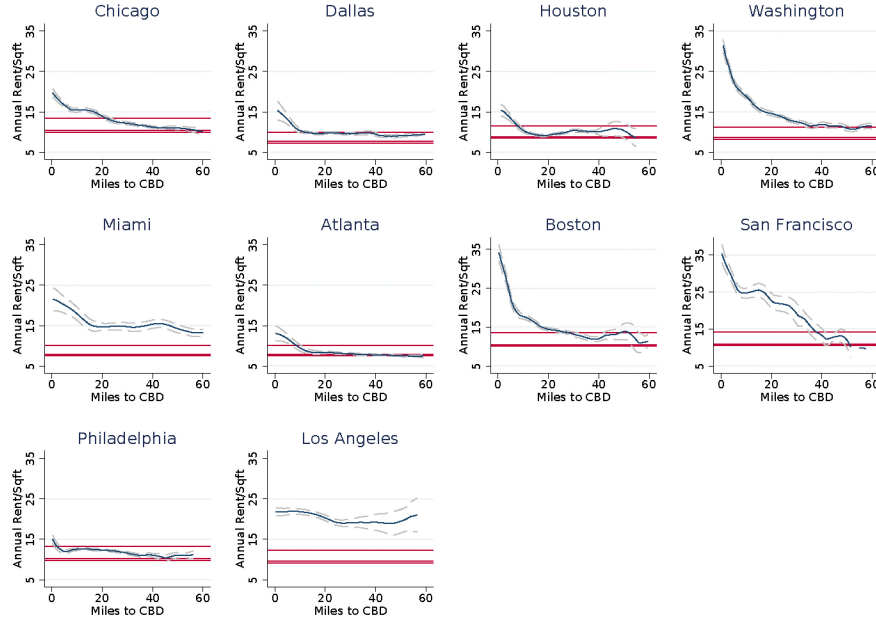 Chicago
Annual Rent/Sqft
35
25
15
5
0 20 40 60
Miles to CBD
Dallas
Annual Rent/Sqft
35
25
15
5
0 20 40 60
Miles to CBD
Houston
Annual Rent/Sqft
35
25
15
5
0 20 40 60
Miles to CBD
Washington
Annual Rent/Sqft
35
25
15
5
0 20 40 60
Miles to CBD
Miami
Annual Rent/Sqft
35
25
15
5
0 20 40 60
Miles to CBD
Atlanta
Annual Rent/Sqft
35
25
15
5
0 20 40 60
Miles to CBD
Boston
Annual Rent/Sqft
35
25
15
5
0 20 40 60
Miles to CBD
San Francisco
Annual Rent/Sqft
35
25
15
5
0 20 40 60
Miles to CBD
Philadelphia
Annual Rent/Sqft
35
25
15
5
0 20 40 60
Miles to CBD
Los Angeles
Annual Rent/Sqft
35
25
15
5
0 20 40 60
Miles to CBD